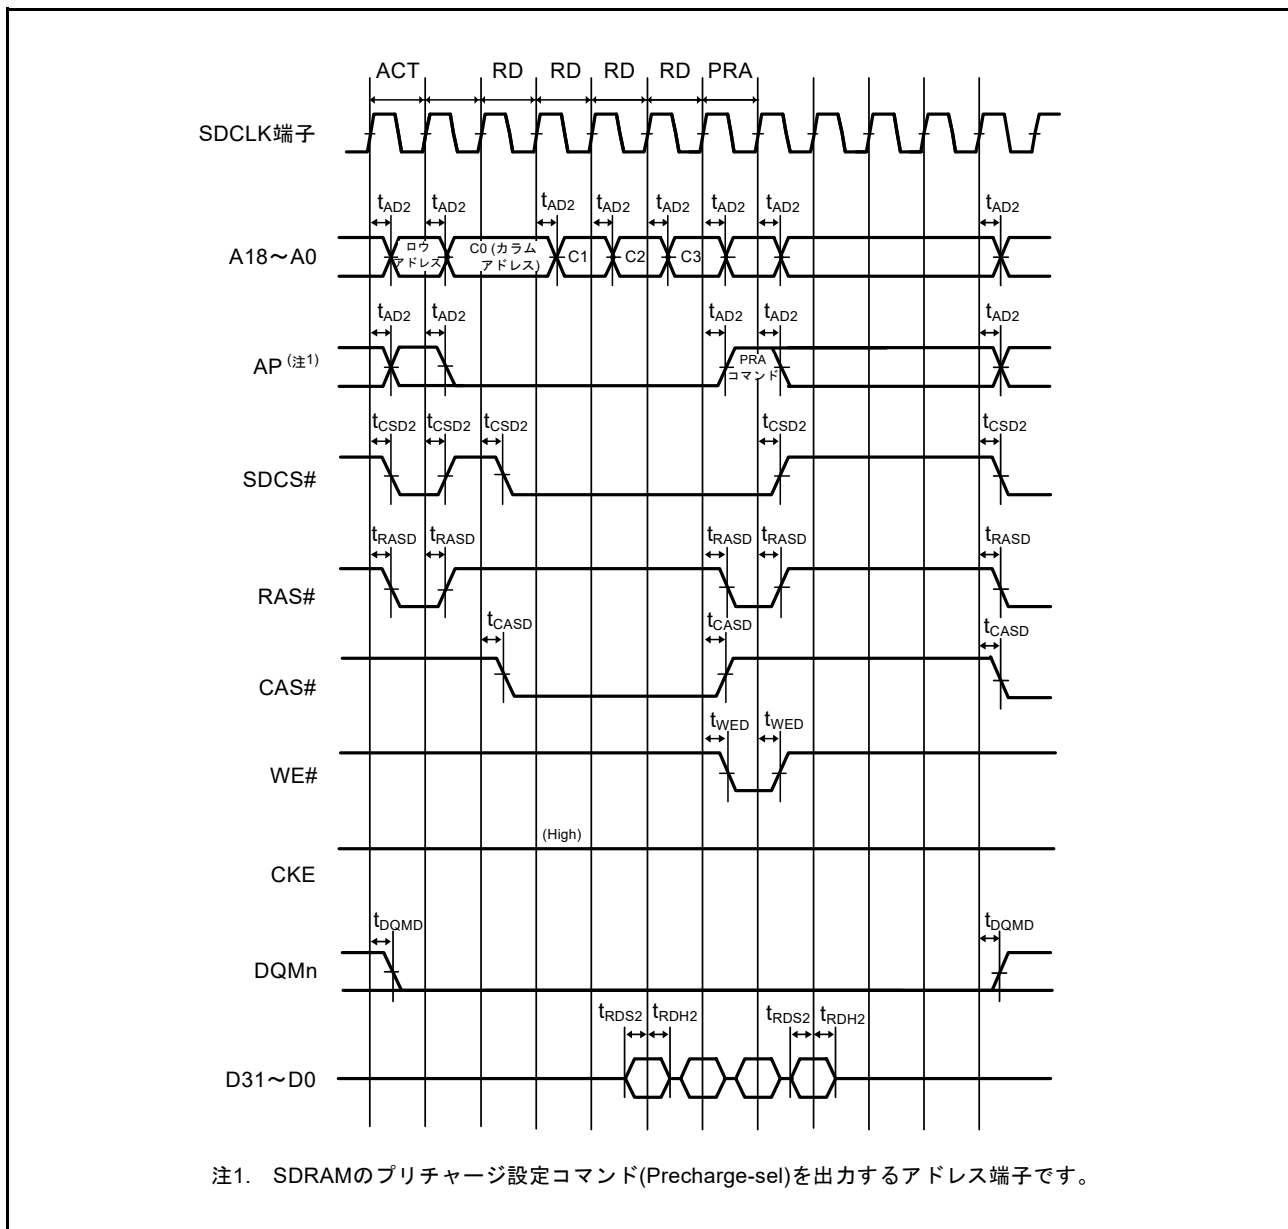 ACT RD RD RD RD PRA
SDCLK端子
tAD2 tAD2 tAD2 tAD2 tAD2 tAD2 tAD2 tAD2
A18～A0
ロウ
アドレス
C0 (カラム
アドレス)
C1 C2 C3
tAD2 tAD2 tAD2 tAD2 tAD2
AP (注1)
PRA
コマンド
tCSD2 tCSD2 tCSD2 tCSD2 tCSD2
SDCS#
tRASD tRASD tRASD tRASD tRASD
RAS#
tCASD tCASD tCASD
CAS#
tWED tWED
WE#
(High)
CKE
tDQMD tDQMD
DQMn
tRDS2 tRDH2 tRDS2 tRDH2
D31～D0
注1. SDRAMのプリチャージ設定コマンド(Precharge-sel)を出力するアドレス端子です。